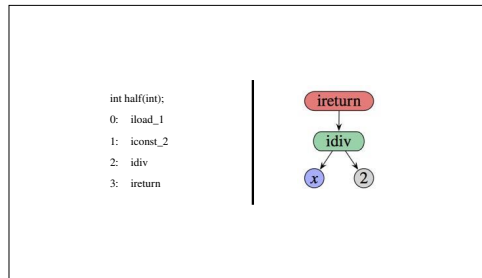 int half(int);
0: iload_1
1: iconst_2
2: idiv
3: ireturn
ireturn
idiv
x 2